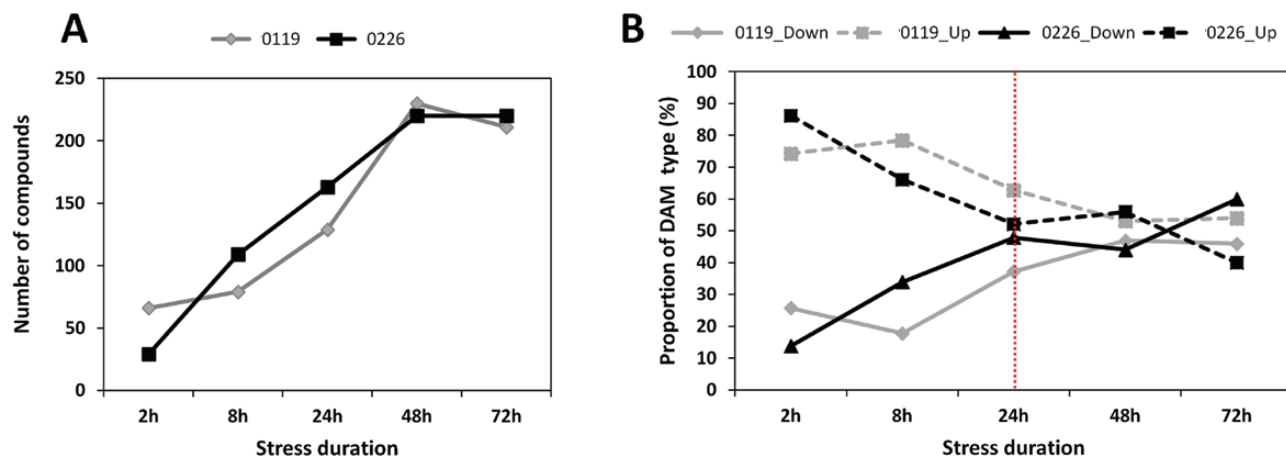 A
0119 0226
Number of compounds
250
200
150
100
50
0
2h 8h 24h 48h 72h
Stress duration
B
0119_Down 0119_Up 0226_Down 0226_Up
Proportion of DAM type (%)
100
90
80
70
60
50
40
30
20
10
0
2h 8h 24h 48h 72h
Stress duration